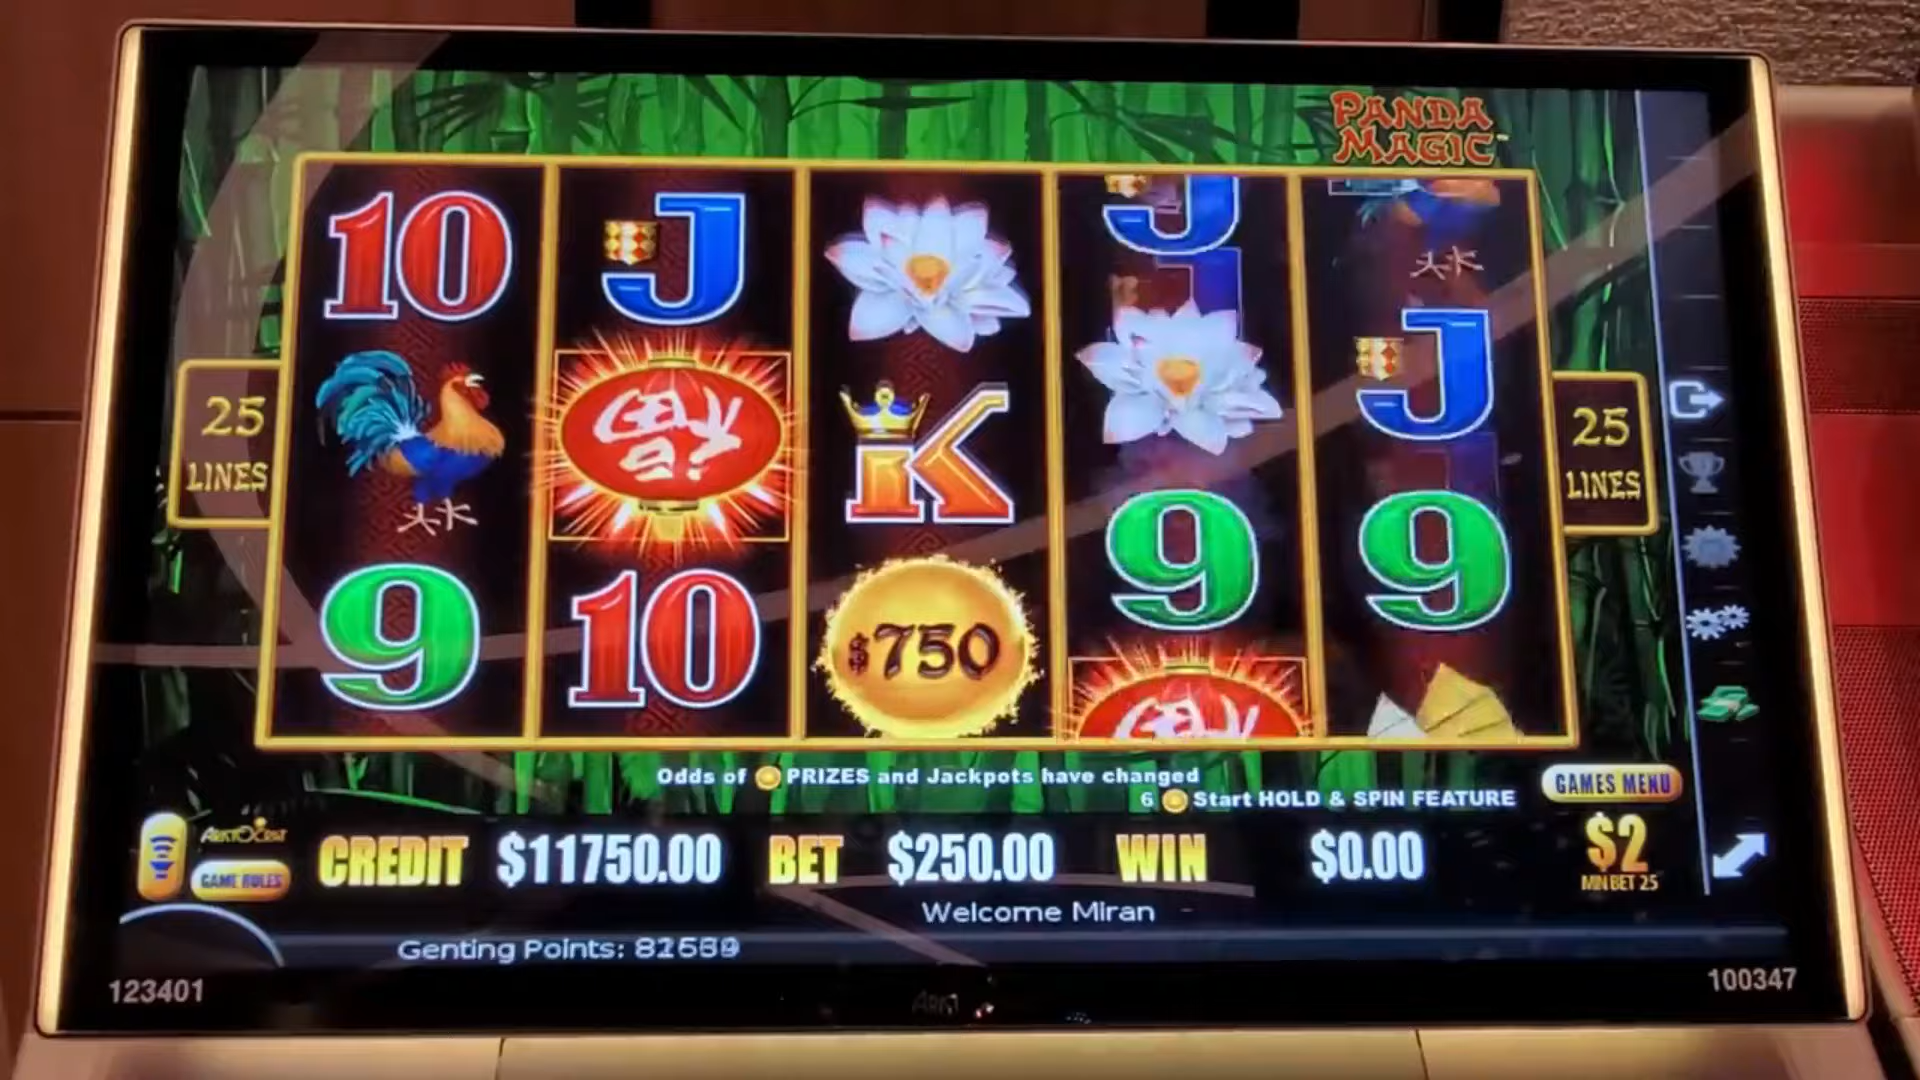 PANDA
MAGIC
10 J J
J
25
LINES
K
25
LINES
9 9
9 10 $750
Odds of PRIZES and Jackpots have changed
6 Start HOLD & SPIN FEATURE
GAMES MENU
ARISTOCRAT
GAME RULES
CREDIT $11750.00 BET $250.00 WIN $0.00
$2
MIN BET 25
Welcome Miran
Genting Points:
123401
100347